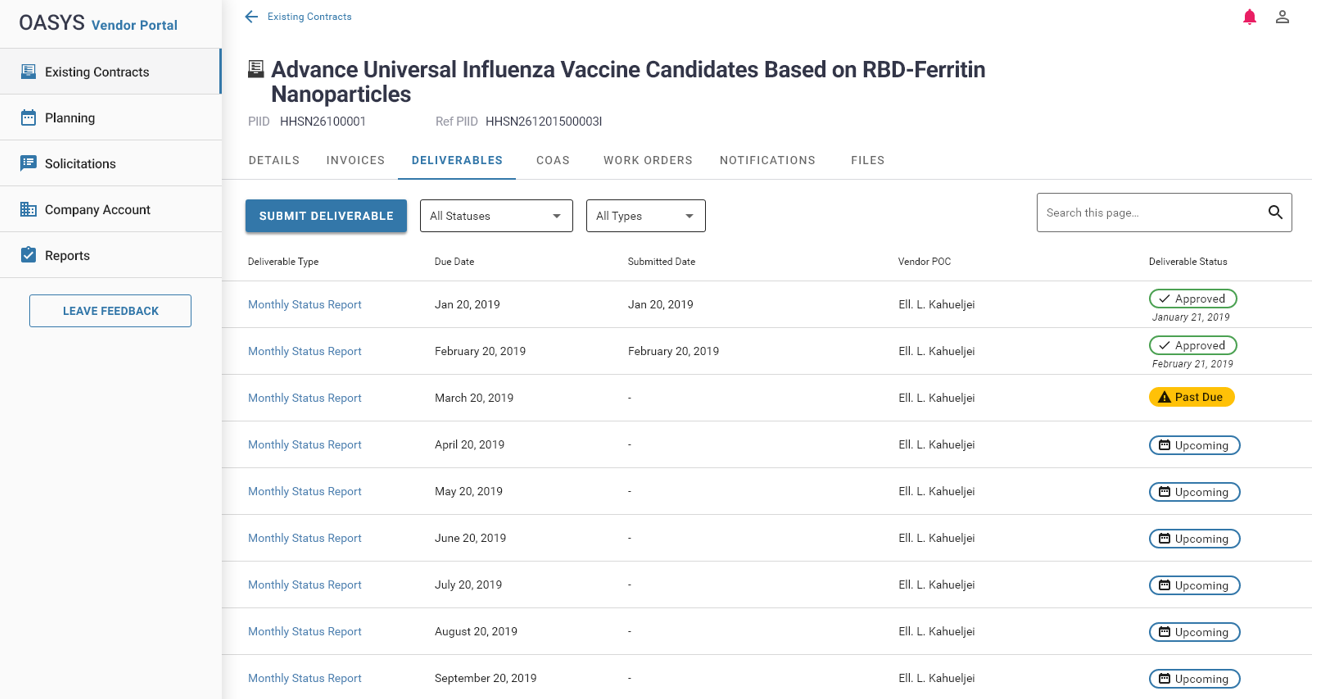 OASYS Vendor Portal
Existing Contracts
Planning
Solicitations
Company Account
Reports
LEAVE FEEDBACK
Existing Contracts
Advance Universal Influenza Vaccine Candidates Based on RBD-Ferritin
Nanoparticles
PIID HHSN26100001 Ref PIID HHSN261201500003I
DETAILS INVOICES DELIVERABLES COAS WORK ORDERS NOTIFICATIONS FILES
SUBMIT DELIVERABLE All Statuses All Types Search this page...
Deliverable Type Due Date Submitted Date Vendor POC Deliverable Status
Monthly Status Report Jan 20, 2019 Jan 20, 2019 Ell. L. Kahueljei Approved
January 21, 2019
Monthly Status Report February 20, 2019 February 20, 2019 Ell. L. Kahueljei Approved
February 21, 2019
Monthly Status Report March 20, 2019 - Ell. L. Kahueljei Past Due
Monthly Status Report April 20, 2019 - Ell. L. Kahueljei Upcoming
Monthly Status Report May 20, 2019 - Ell. L. Kahueljei Upcoming
Monthly Status Report June 20, 2019 - Ell. L. Kahueljei Upcoming
Monthly Status Report July 20, 2019 - Ell. L. Kahueljei Upcoming
Monthly Status Report August 20, 2019 - Ell. L. Kahueljei Upcoming
Monthly Status Report September 20, 2019 - Ell. L. Kahueljei Upcoming